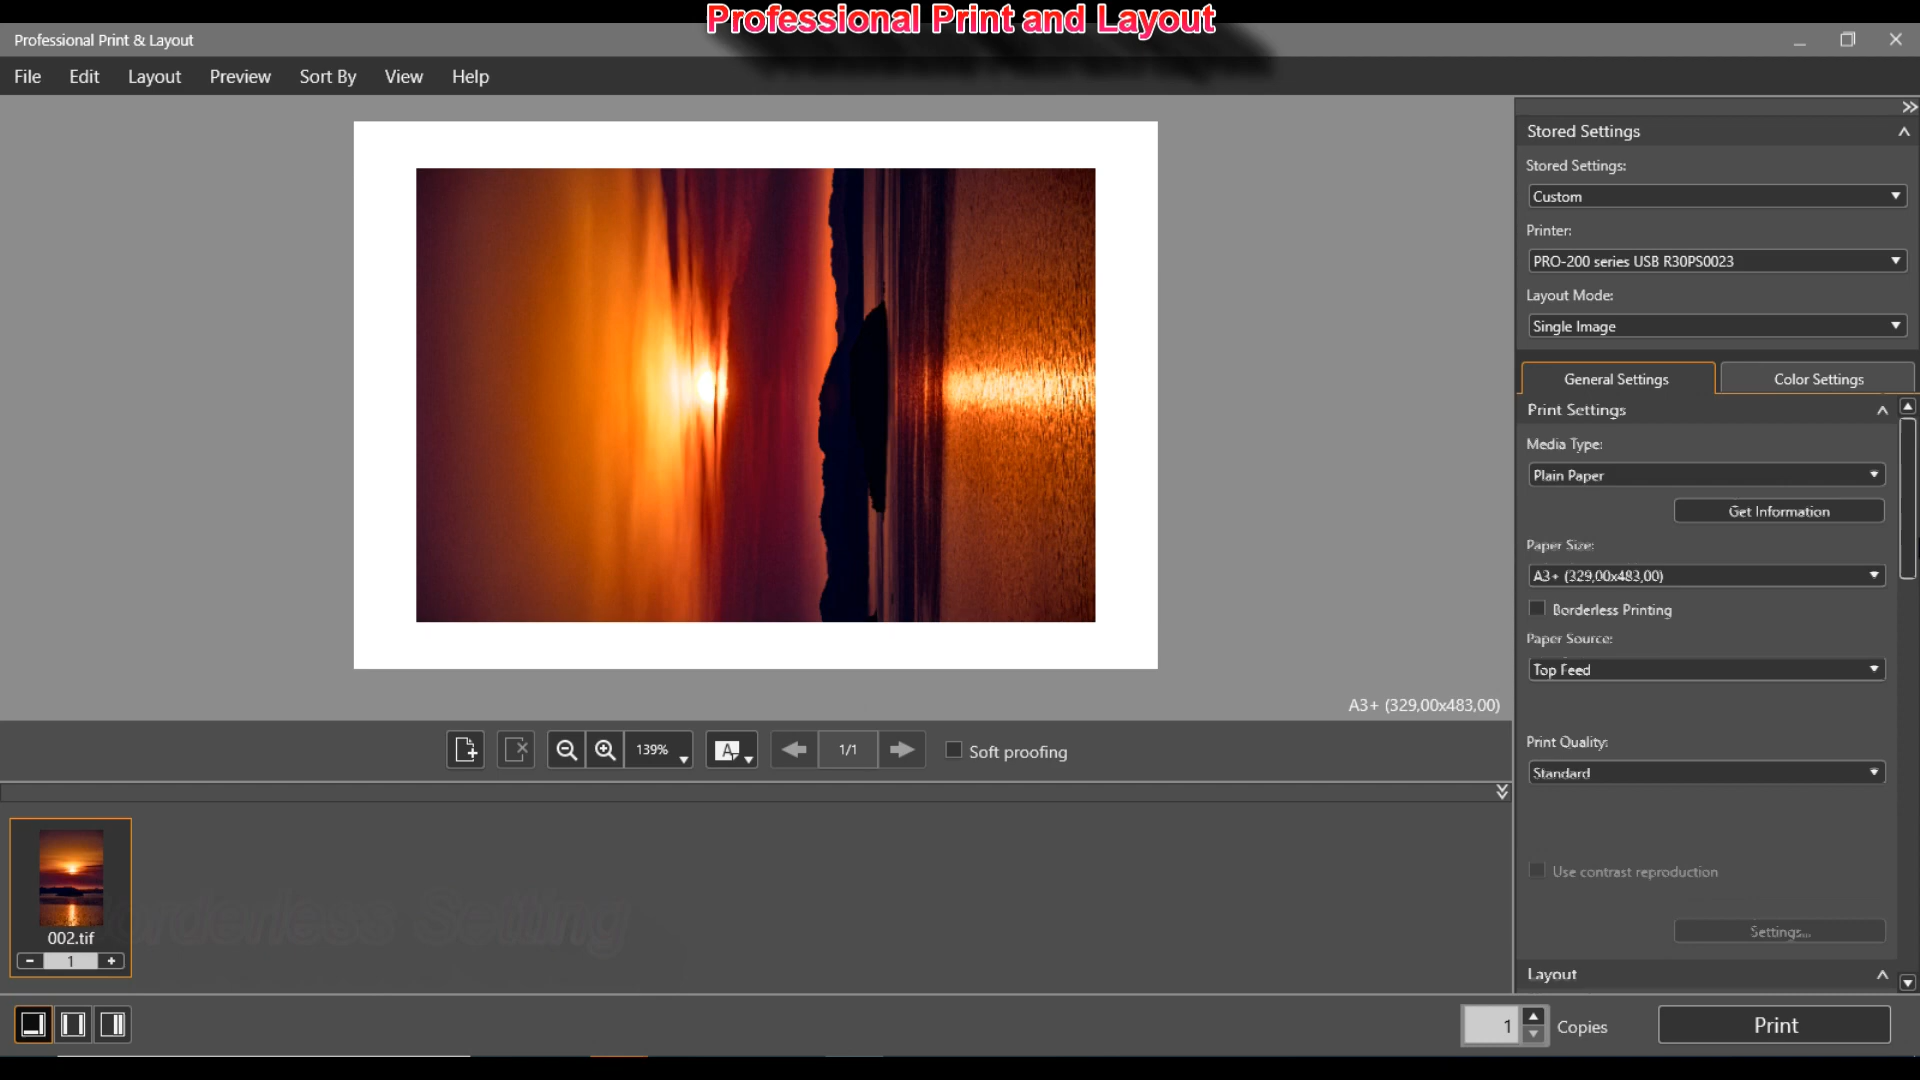 Professional Print and Layout
Professional Print & Layout
File Edit Layout Preview Sort By View Help
Stored Settings
Stored Settings:
Custom
Printer:
PRO-200 series USB R30PS0023
Layout Mode:
Single Image
General Settings Color Settings
Print Settings
Media Type:
Plain Paper
Get Information
Paper Size:
A3+ (329,00x483,00)
Borderless Printing
Paper Source:
Top Feed
Print Quality:
Standard
Use contrast reproduction
Settings...
Layout
A3+ (329,00x483,00)
139% A 1/1 Soft proofing
002.tif
- 1 +
Borderless Setting
1 Copies Print